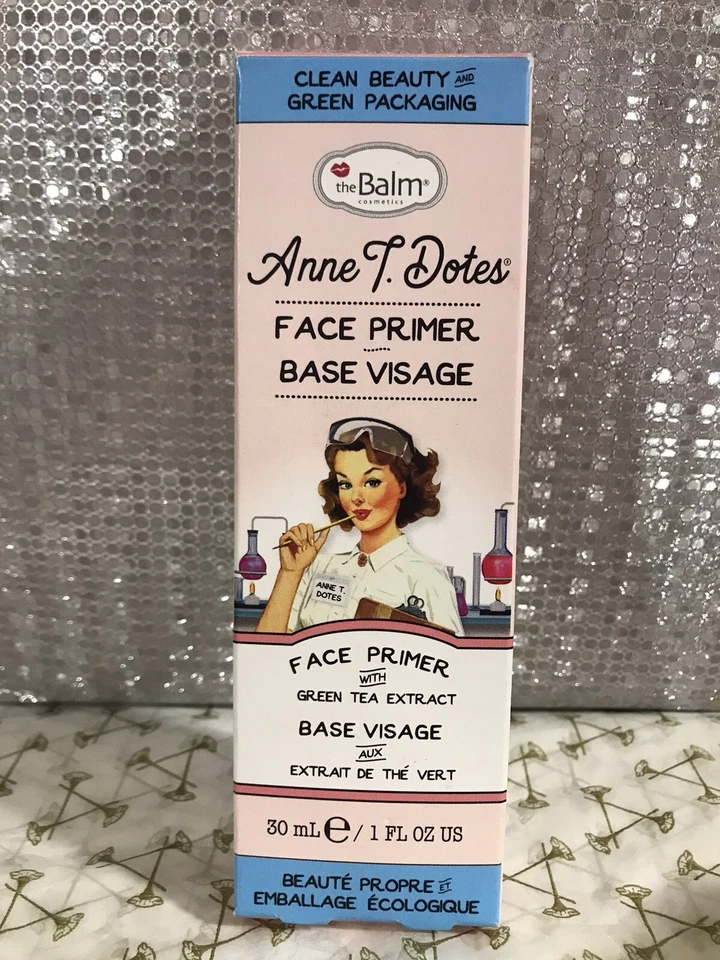 CLEAN BEAUTY AND
GREEN PACKAGING
theBalm®
cosmetics
Anne T. Dotes®
FACE PRIMER
BASE VISAGE
ANNE T.
DOTES
FACE PRIMER
WITH
GREEN TEA EXTRACT
BASE VISAGE
AUX
EXTRAIT DE THÉ VERT
30 mL ℮ / 1 FL OZ US
BEAUTÉ PROPRE ET
EMBALLAGE ÉCOLOGIQUE